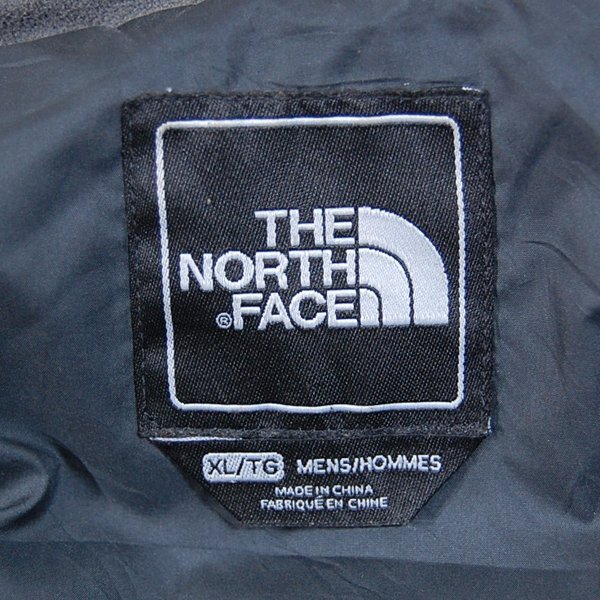 THE
NORTH
®FACE
XL/TG MENS/HOMMES
MADE IN CHINA
FABRIQUÉ EN CHINE